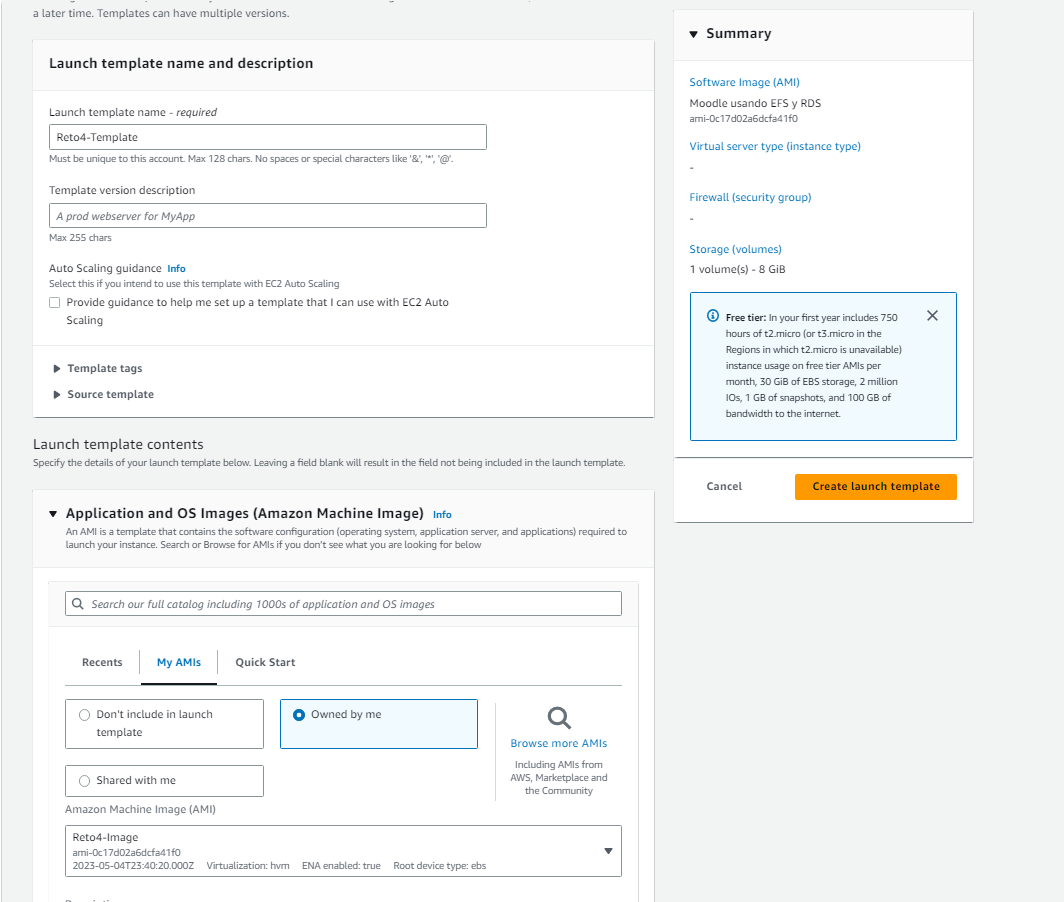 a later time. Templates can have multiple versions.
Launch template name and description
Launch template name - required
Reto4-Template
Must be unique to this account. Max 128 chars. No spaces or special characters like '&', '*', '@'.
Template version description
A prod webserver for MyApp
Max 255 chars
Auto Scaling guidance Info
Select this if you intend to use this template with EC2 Auto Scaling
Provide guidance to help me set up a template that I can use with EC2 Auto
Scaling
Template tags
Source template
Launch template contents
Specify the details of your launch template below. Leaving a field blank will result in the field not being included in the launch template.
Application and OS Images (Amazon Machine Image) Info
An AMI is a template that contains the software configuration (operating system, application server, and applications) required to
launch your instance. Search or Browse for AMIs if you don't see what you are looking for below
Search our full catalog including 1000s of application and OS images
Recents My AMIs Quick Start
Don't include in launch
template
Owned by me
Shared with me
Browse more AMIs
Including AMIs from
AWS, Marketplace and
the Community
Amazon Machine Image (AMI)
Reto4-Image
ami-0c17d02a6dcfa41f0
2023-05-04T23:40:20.000Z Virtualization: hvm ENA enabled: true Root device type: ebs
Summary
Software Image (AMI)
Moodle usando EFS y RDS
ami-0c17d02a6dcfa41f0
Virtual server type (instance type)
-
Firewall (security group)
-
Storage (volumes)
1 volume(s) - 8 GiB
Free tier: In your first year includes 750
hours of t2.micro (or t3.micro in the
Regions in which t2.micro is unavailable)
instance usage on free tier AMIs per
month, 30 GiB of EBS storage, 2 million
IOs, 1 GB of snapshots, and 100 GB of
bandwidth to the internet.
Cancel
Create launch template